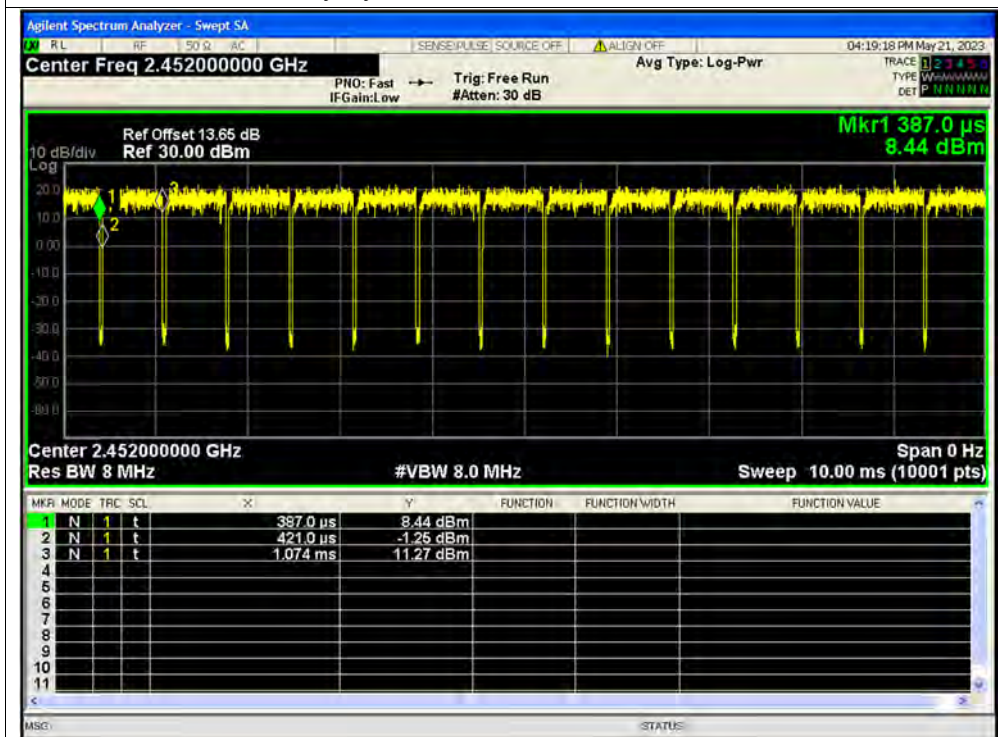 Agilent Spectrum Analyzer - Swept SA
RL RF 50 Ω AC SENSE:PULSE SOURCE OFF ALIGN OFF 04:19:18 PM May 21, 2023
Center Freq 2.452000000 GHz Avg Type: Log-Pwr TRACE 1 2 3 4 5 6
PNO: Fast Trig: Free Run TYPE
IFGain:Low #Atten: 30 dB DET P N N N N N
Mkr1 387.0 µs
Ref Offset 13.65 dB
10 dB/div Ref 30.00 dBm 8.44 dBm
Log
20.0
10.0
0.00
-10.0
-20.0
-30.0
-40.0
-50.0
-60.0
1
2
3
Center 2.452000000 GHz Span 0 Hz
Res BW 8 MHz #VBW 8.0 MHz Sweep 10.00 ms (10001 pts)
MKR MODE TRC SCL X Y FUNCTION FUNCTION WIDTH FUNCTION VALUE
1 N 1 t 387.0 µs 8.44 dBm
2 N 1 t 421.0 µs -1.25 dBm
3 N 1 t 1.074 ms 11.27 dBm
4
5
6
7
8
9
10
11
MSG STATUS